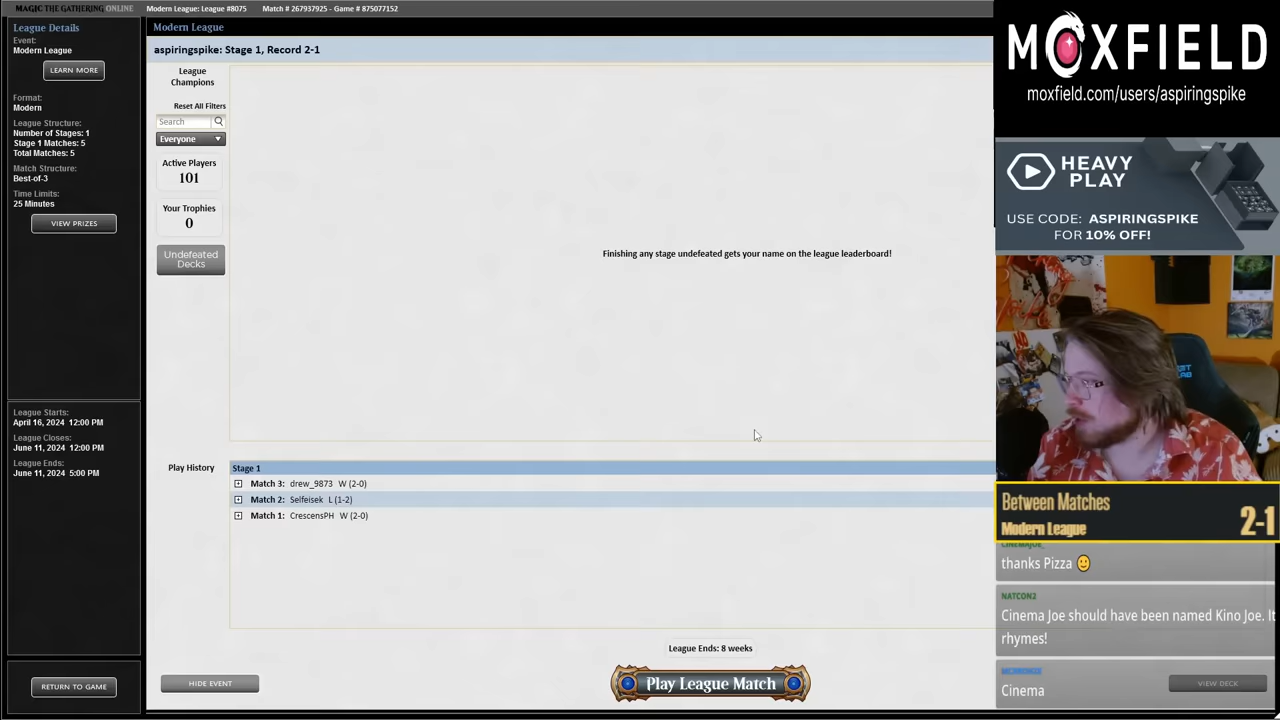 MAGIC THE GATHERING ONLINE
Modern League: League #8075
Match # 267937925 - Game # 875077152
League Details
Event:
Modern League
LEARN MORE
Format:
Modern
League Structure:
Number of Stages: 1
Stage 1 Matches: 5
Total Matches: 5
Match Structure:
Best-of-3
Time Limits:
25 Minutes
VIEW PRIZES
League Starts:
April 16, 2024 12:00 PM
League Closes:
June 11, 2024 12:00 PM
League Ends:
June 11, 2024 5:00 PM
RETURN TO GAME
Modern League
aspiringspike: Stage 1, Record 2-1
League
Champions
Reset All Filters
Search
Everyone
Active Players
101
Your Trophies
0
Undefeated
Decks
Finishing any stage undefeated gets your name on the league leaderboard!
Play History
Stage 1
Match 3: drew_9873 W (2-0)
Match 2: Selfeisek L (1-2)
Match 1: CrescensPH W (2-0)
League Ends: 8 weeks
HIDE EVENT
Play League Match
MOXFIELD
moxfield.com/users/aspiringspike
HEAVY
PLAY
USE CODE: ASPIRINGSPIKE
FOR 10% OFF!
Between Matches
Modern League
2-1
CINEMAJOE_
thanks Pizza
NATCON2
Cinema Joe should have been named Kino Joe. It
rhymes!
Cinema
VIEW DECK